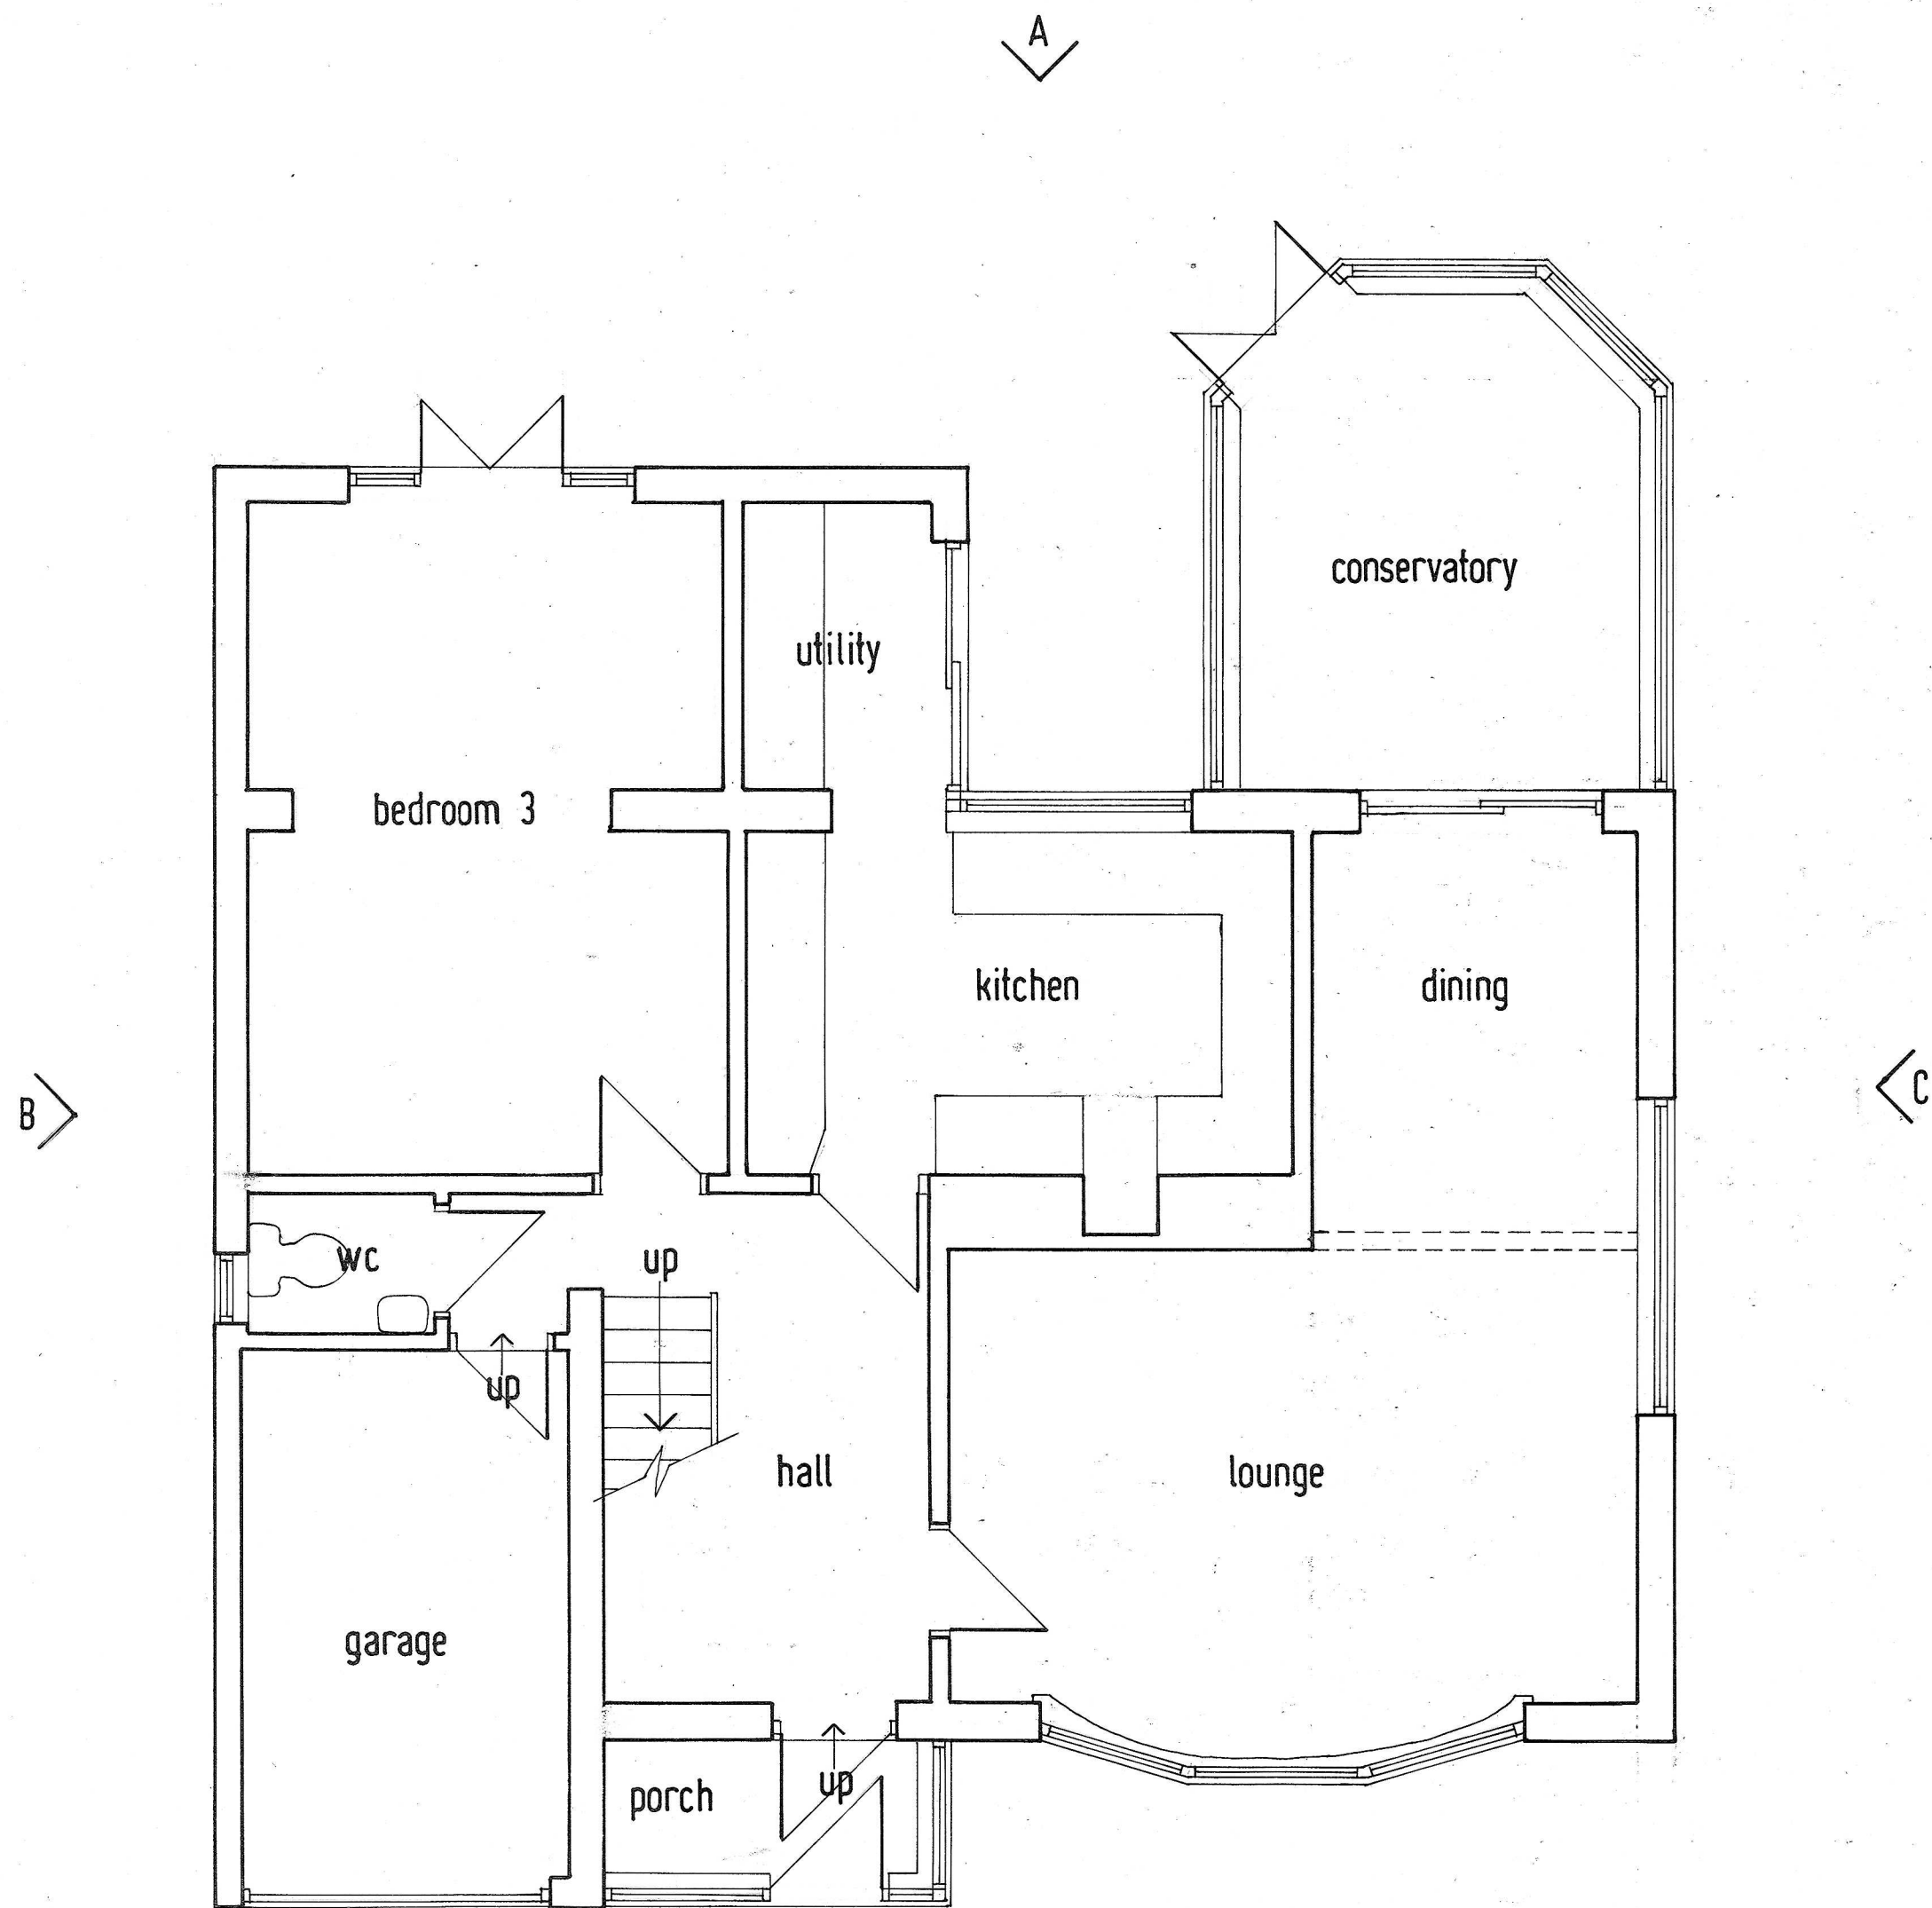 A
conservatory
utility
bedroom 3
kitchen
dining
B
C
wc
up
up
hall
lounge
garage
porch
up